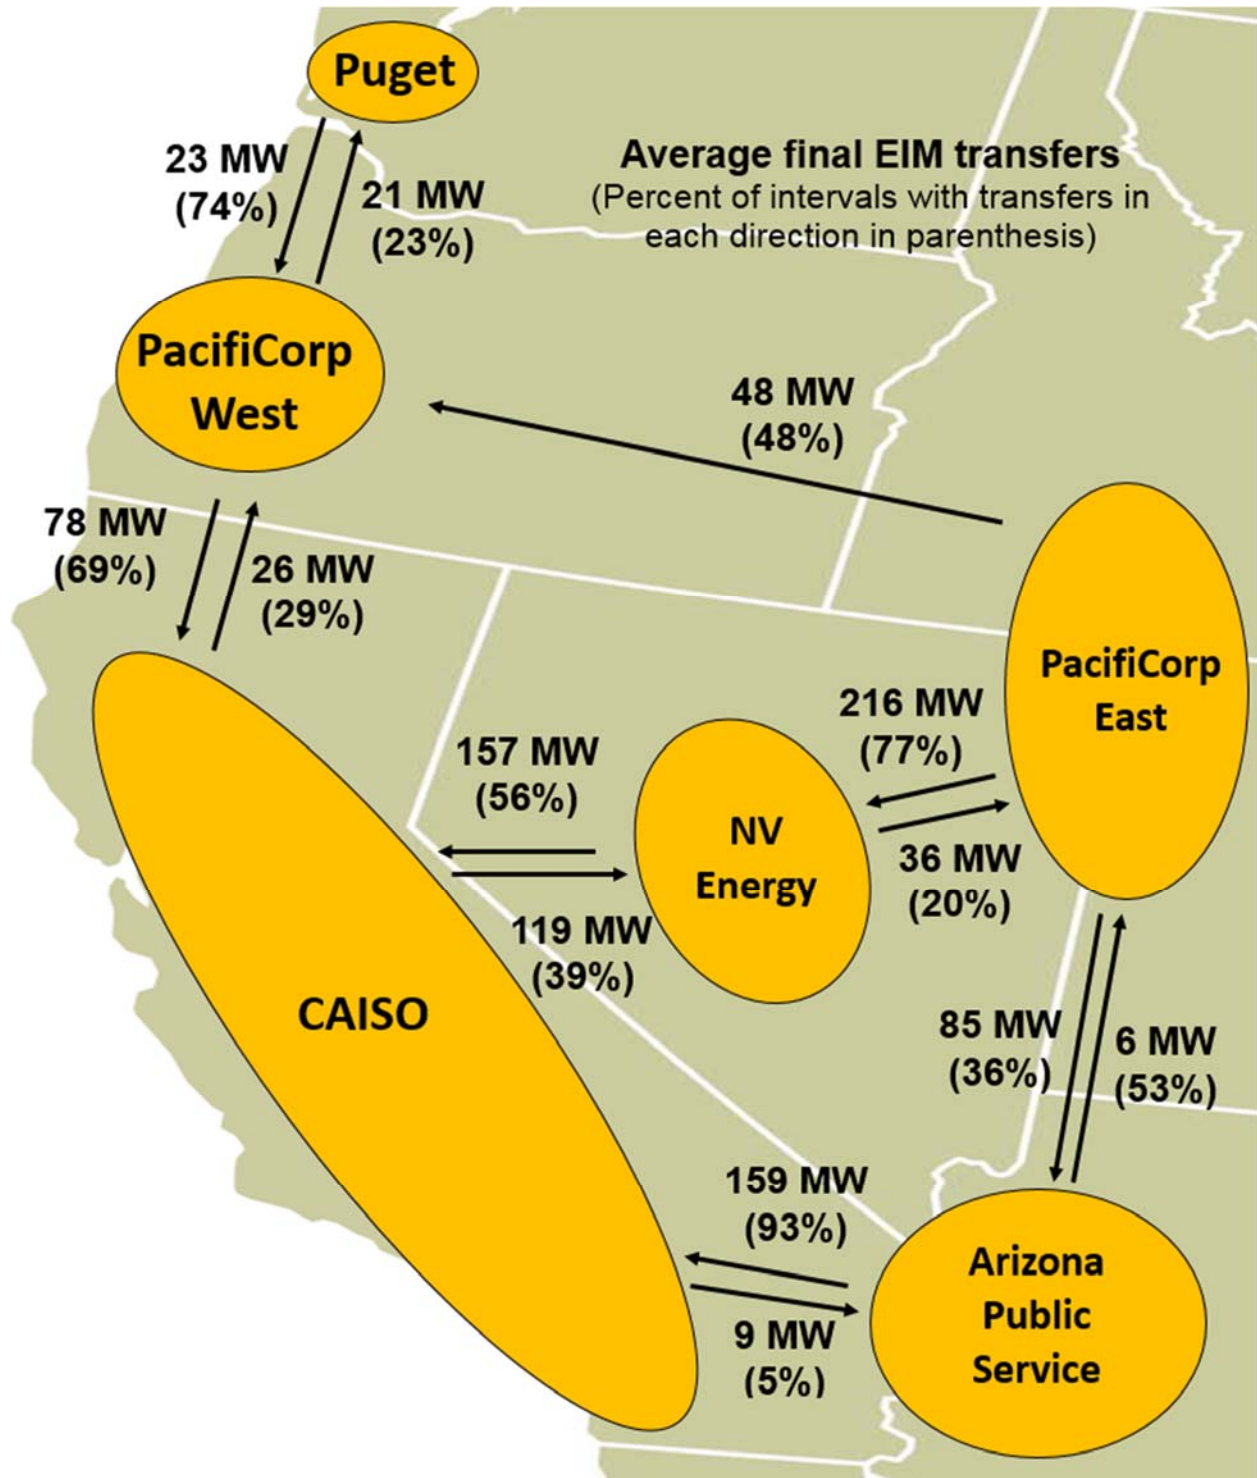 Puget
Average final EIM transfers
(Percent of intervals with transfers in
each direction in parenthesis)
23 MW
(74%)
21 MW
(23%)
PacifiCorp
West
48 MW
(48%)
78 MW
(69%)
26 MW
(29%)
PacifiCorp
East
216 MW
(77%)
157 MW
(56%)
NV
Energy
36 MW
(20%)
119 MW
(39%)
CAISO
85 MW
(36%)
6 MW
(53%)
159 MW
(93%)
Arizona
Public
Service
9 MW
(5%)